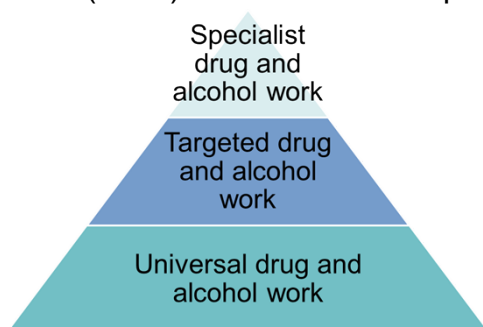 Specialist
drug and
alcohol work
Targeted drug
and alcohol
work
Universal drug and
alcohol work